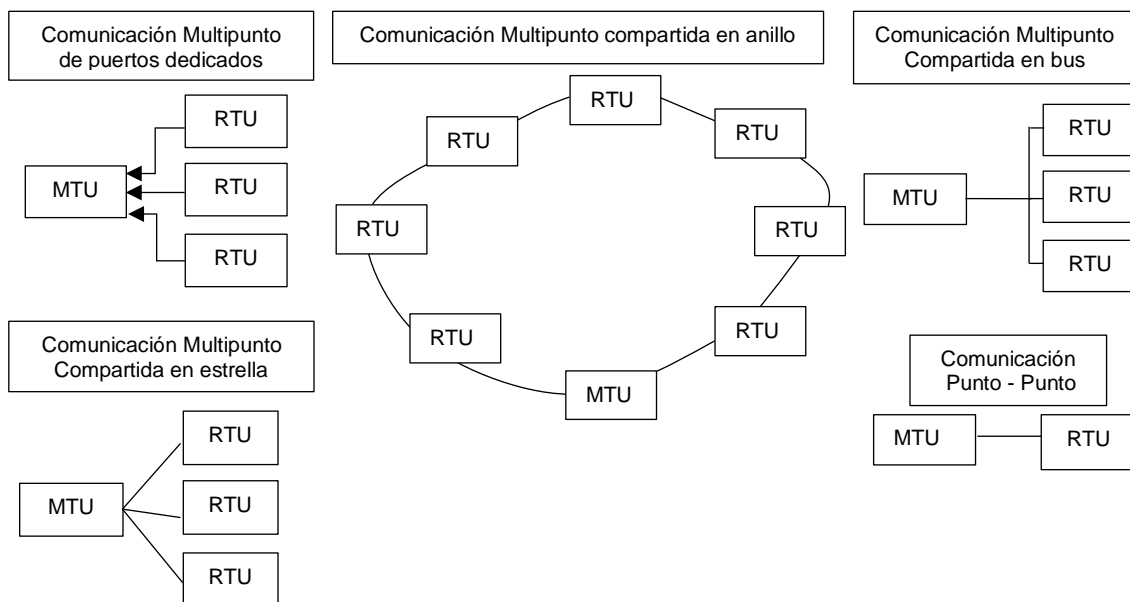 Comunicación Multipunto
de puertos dedicados
RTU
MTU
RTU
RTU
Comunicación Multipunto compartida en anillo
RTU
RTU
RTU
RTU
RTU
RTU
RTU
MTU
Comunicación Multipunto
Compartida en bus
RTU
MTU
RTU
RTU
Comunicación Multipunto
Compartida en estrella
RTU
MTU
RTU
RTU
Comunicación
Punto - Punto
MTU
RTU